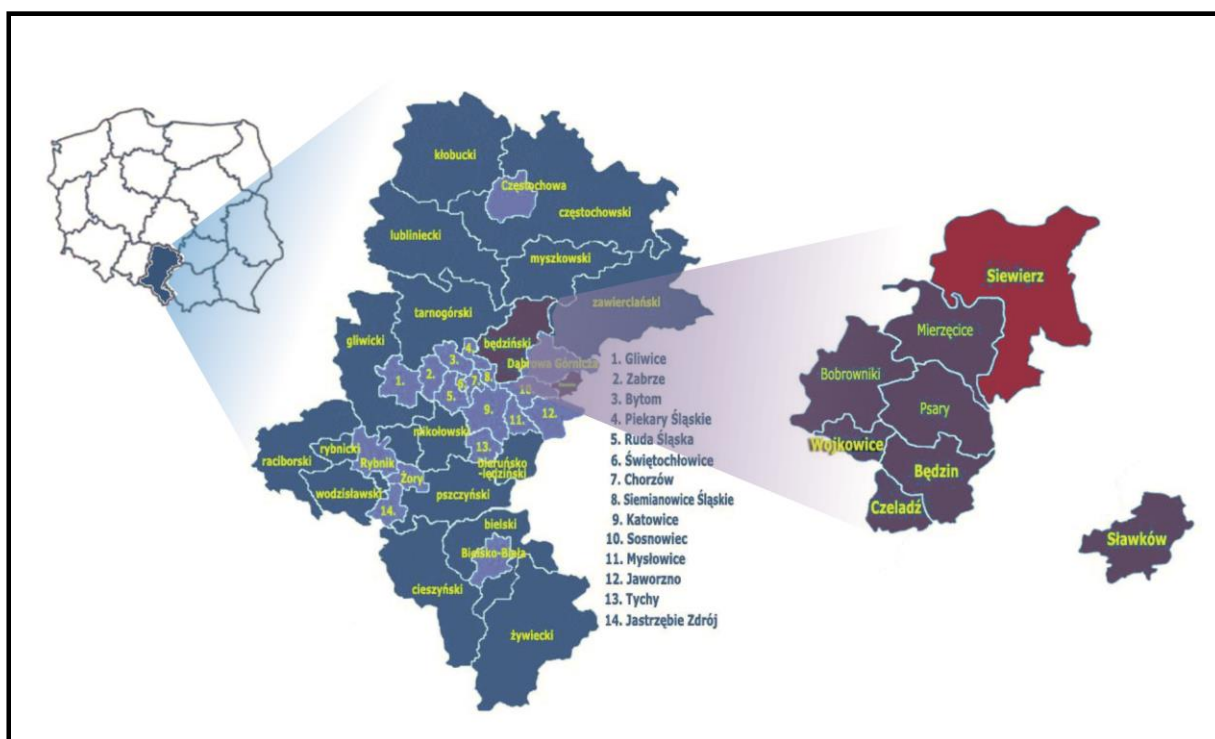 kłobucki
Częstochowa
częstochowski
lubliniecki
myszkowski
zawierciański
tarnogórski
gliwicki
będziński
Dąbrowa Górnicza
4.
3.
2.
1.
6.
7.
8.
5.
10
9.
11.
12.
mikołowski
13.
bieruńsko
-lędziński
rybnicki
Rybnik
raciborski
Żory
wodzisławski
14.
pszczyński
bielski
Bielsko-Biała
cieszyński
żywiecki
1. Gliwice
2. Zabrze
3. Bytom
4. Piekary Śląskie
5. Ruda Śląska
6. Świętochłowice
7. Chorzów
8. Siemianowice Śląskie
9. Katowice
10. Sosnowiec
11. Mysłowice
12. Jaworzno
13. Tychy
14. Jastrzębie Zdrój
Siewierz
Mierzęcice
Bobrowniki
Psary
Wojkowice
Będzin
Czeladź
Sławków